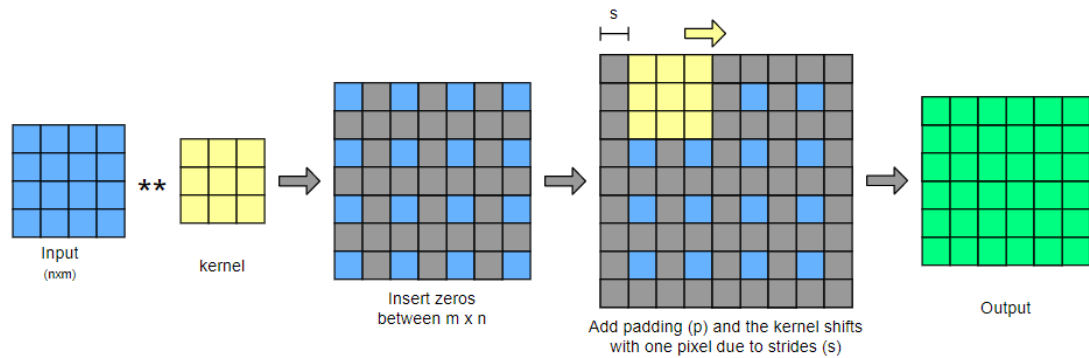 s
**
Input
(nxm)
kernel
Insert zeros
between m x n
Add padding (p) and the kernel shifts
with one pixel due to strides (s)
Output